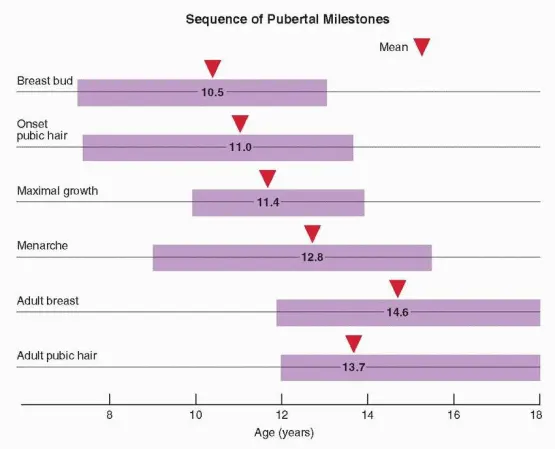 Sequence of Pubertal Milestones
Mean
Breast bud
10.5
Onset
pubic hair
11.0
Maximal growth
11.4
Menarche
12.8
Adult breast
14.6
Adult pubic hair
13.7
8 10 12 14 16 18
Age (years)